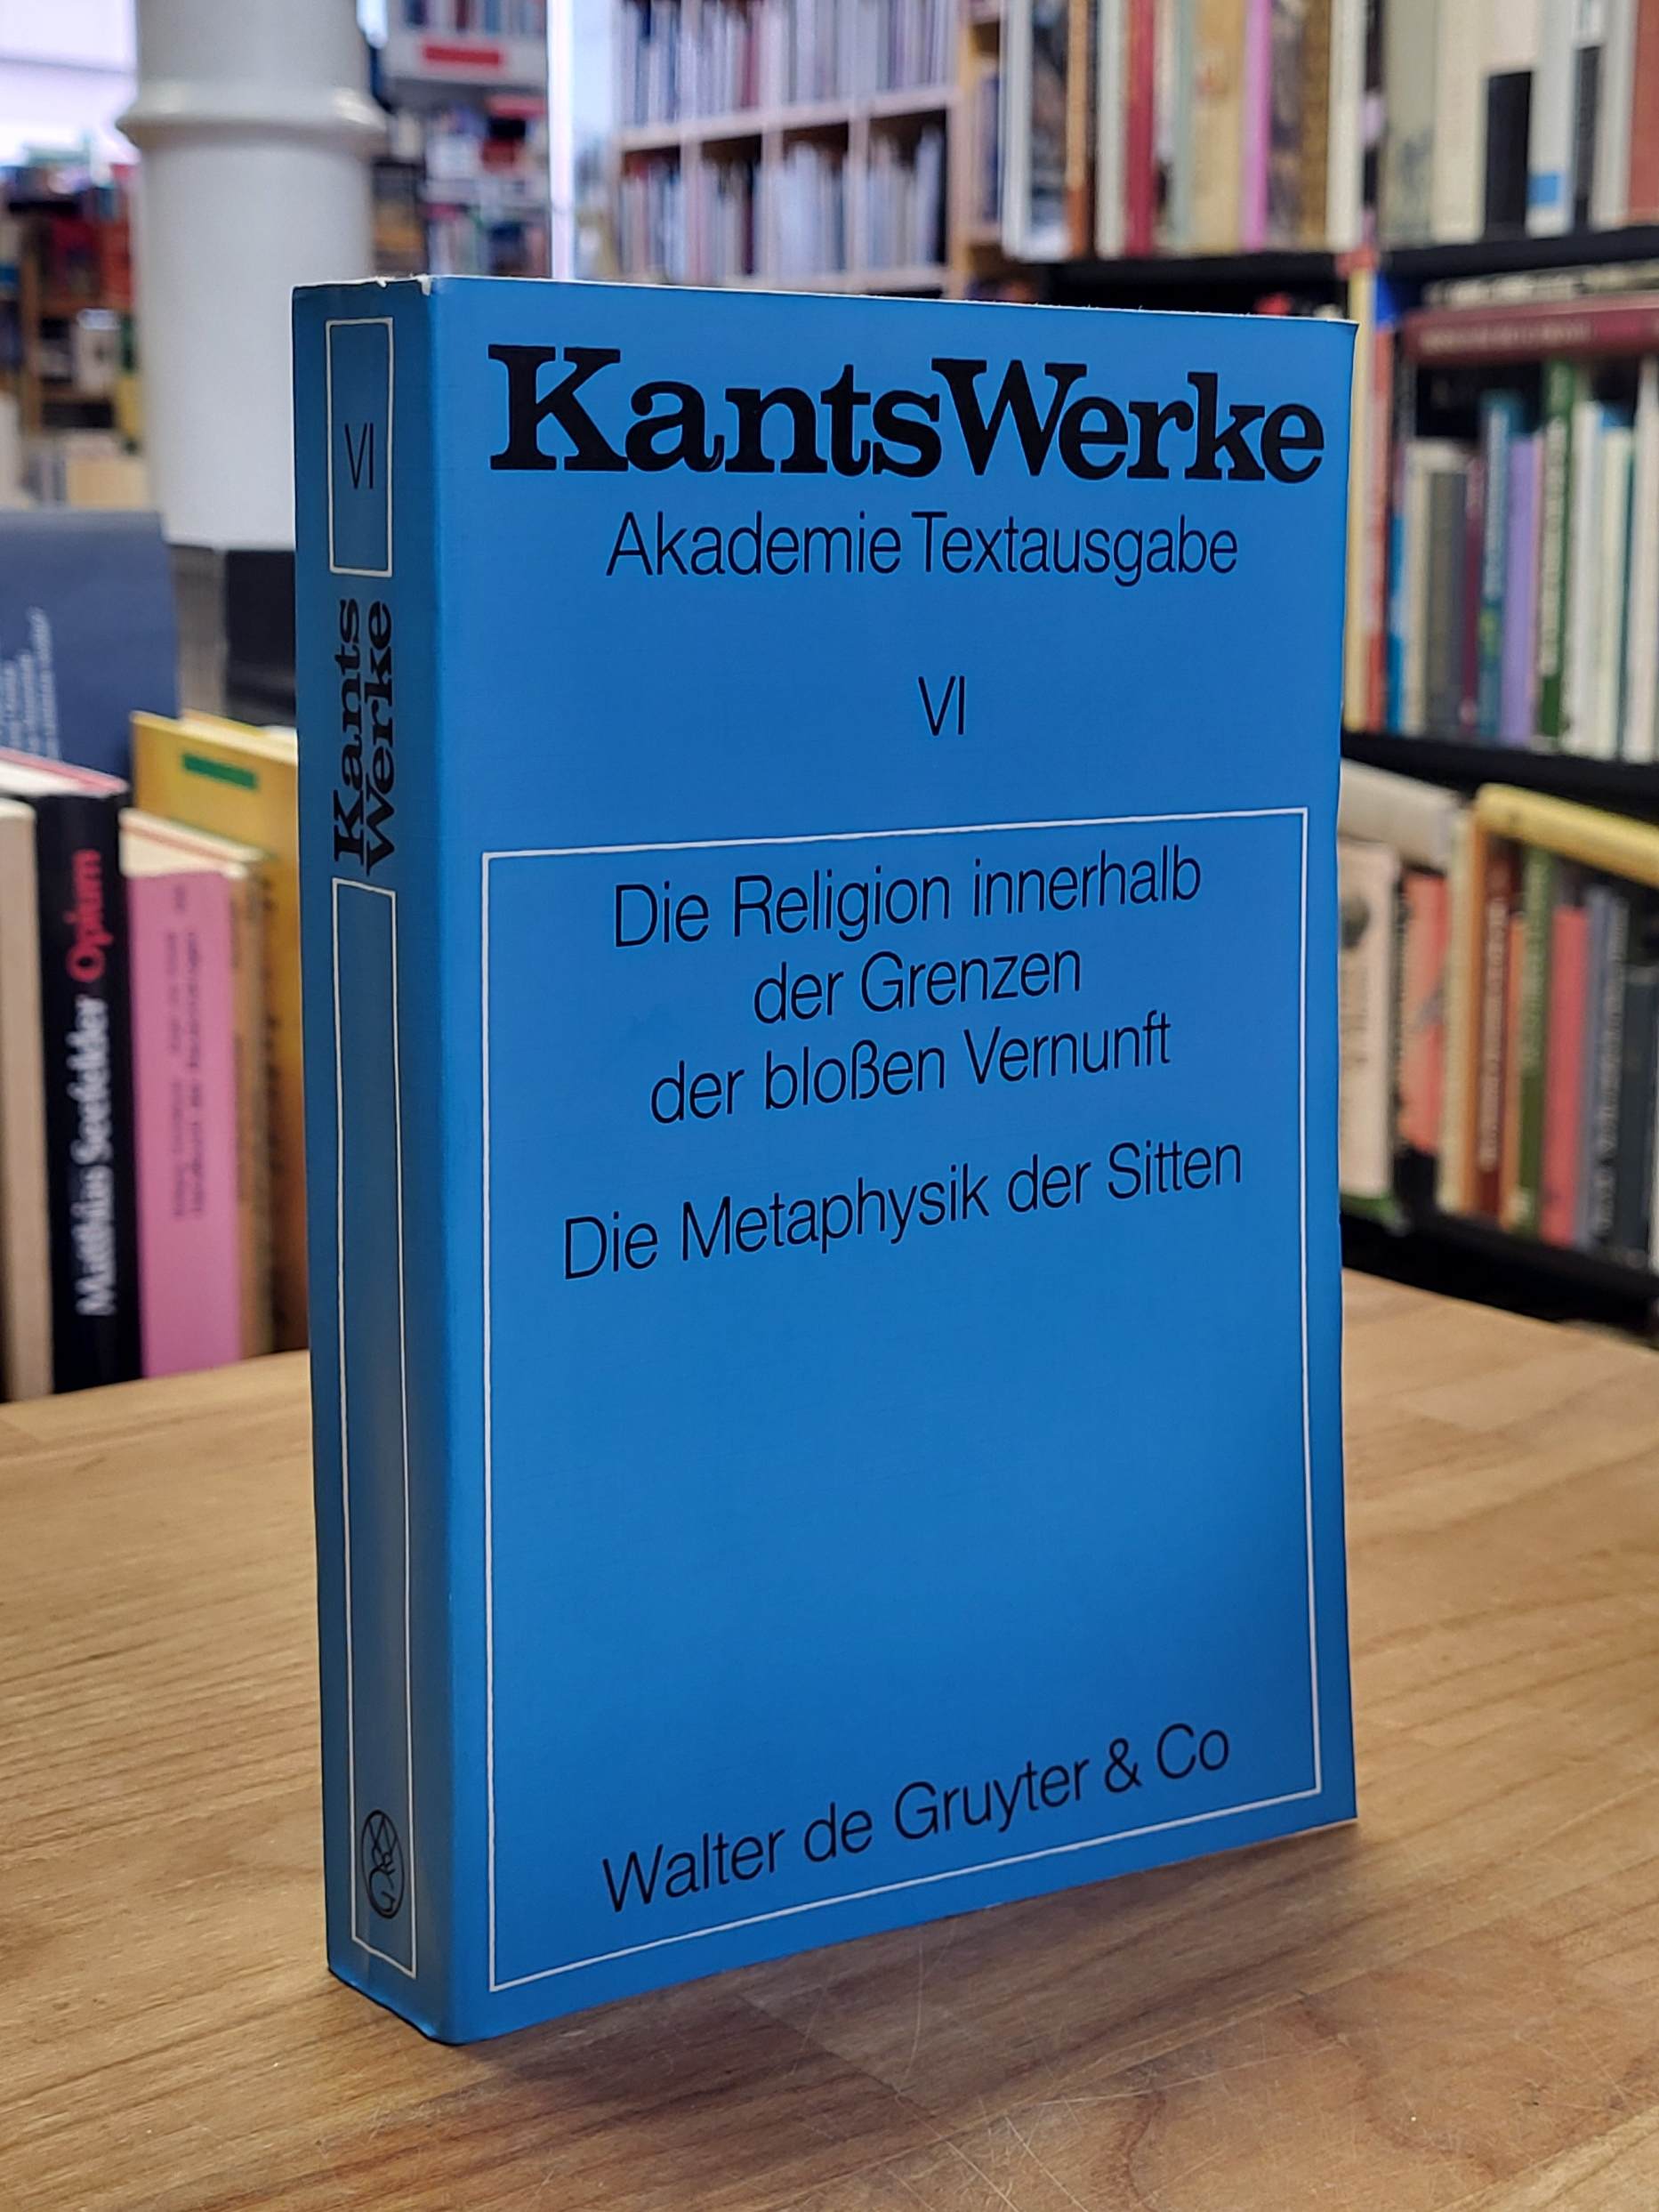 VI
Kants
Werke
KantsWerke
Akademie Textausgabe
VI
Die Religion innerhalb
der Grenzen
der bloßen Vernunft
Die Metaphysik der Sitten
Walter de Gruyter & Co
Matthias Seefelder Opium